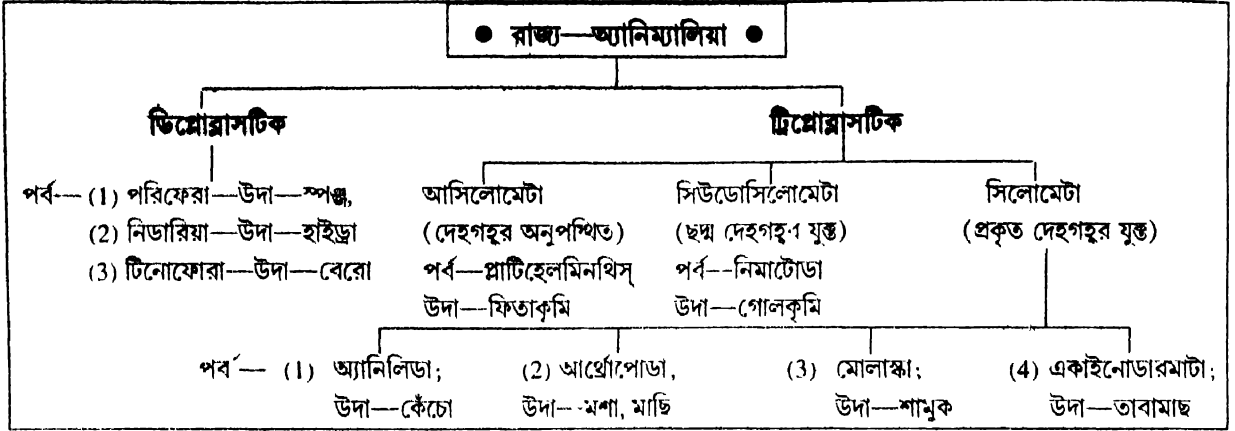 ● রাজ্য—অ্যানিম্যালিয়া ●
ডিপ্লোব্লাসটিক
ট্রিপ্লোব্লাসটিক
পর্ব— (1) পরিফেরা—উদা—স্পঞ্জ,
(2) নিডারিয়া—উদা—হাইড্রা
(3) টিনোফোরা—উদা—বেরো
আসিলোমেটা
(দেহগহ্বর অনুপস্থিত)
পর্ব—প্লাটিহেলমিনথিস্
উদা—ফিতাকৃমি
সিউডোসিলোমেটা
(ছদ্ম দেহগহ্বর যুক্ত)
পর্ব—নিমাটোডা
উদা—গোলকৃমি
সিলোমেটা
(প্রকৃত দেহগহ্বর যুক্ত)
পর্ব— (1) অ্যানিলিডা;
উদা—কেঁচো
(2) আর্থ্রোপোডা,
উদা—মশা, মাছি
(3) মোলাস্কা;
উদা—শামুক
(4) একাইনোডারমাটা;
উদা—তাবামাছ